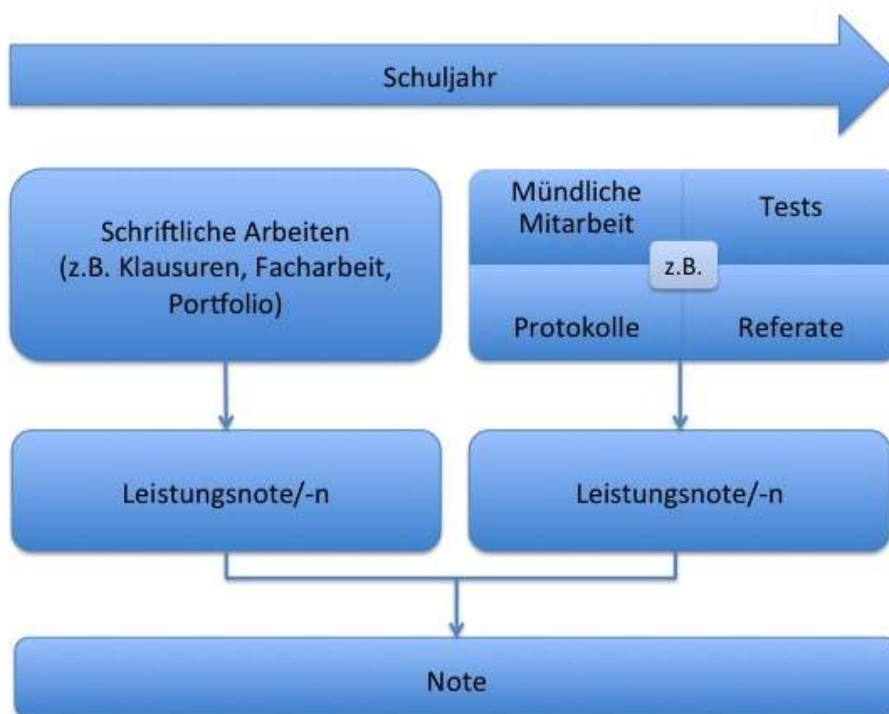 Schuljahr
Schriftliche Arbeiten
(z.B. Klausuren, Facharbeit,
Portfolio)
Mündliche
Mitarbeit
Tests
z.B.
Protokolle
Referate
Leistungsnote/-n
Leistungsnote/-n
Note